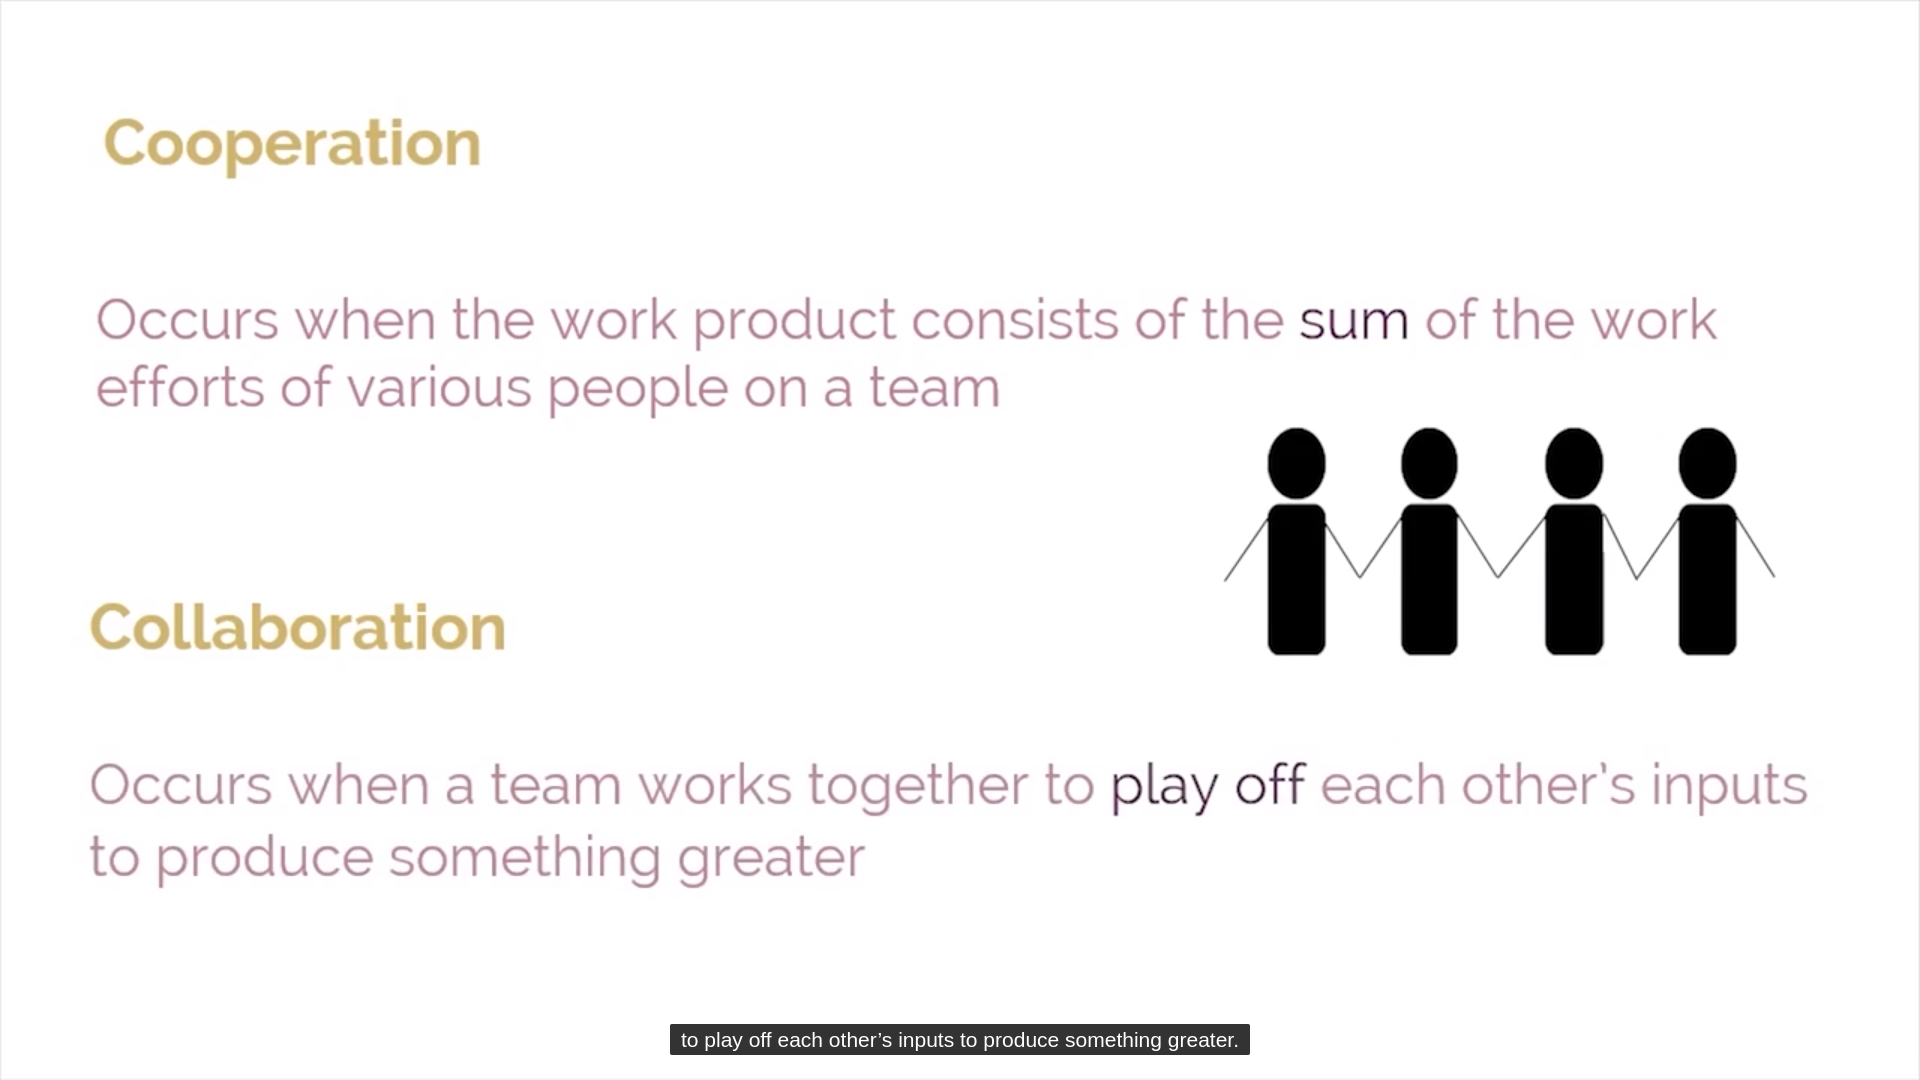 Cooperation
Occurs when the work product consists of the sum of the work
efforts of various people on a team
Collaboration
Occurs when a team works together to play off each other’s inputs
to produce something greater
to play off each other’s inputs to produce something greater.